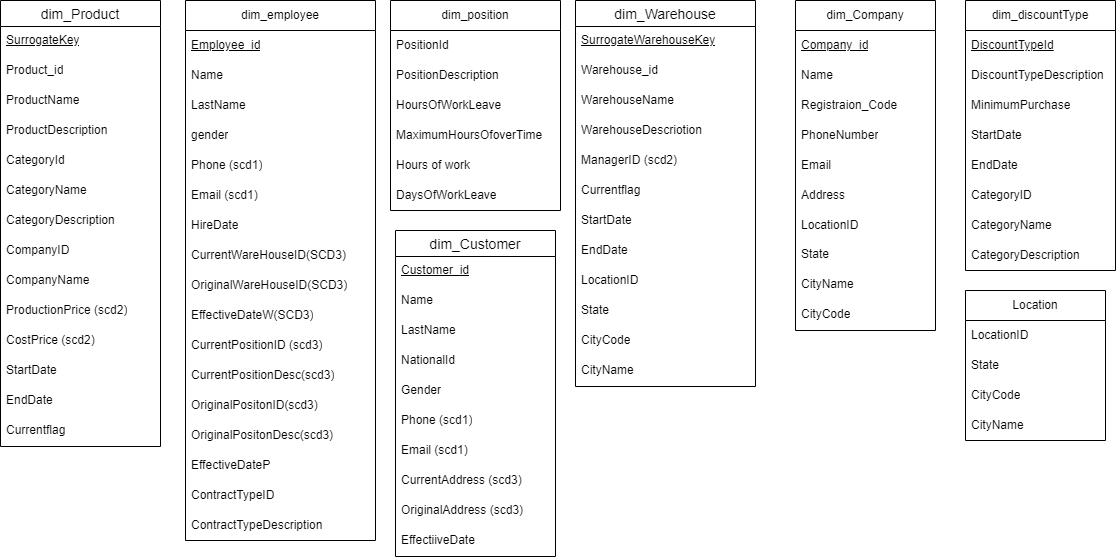 dim_Product
SurrogateKey
Product_id
ProductName
ProductDescription
CategoryId
CategoryName
CategoryDescription
CompanyID
CompanyName
ProductionPrice (scd2)
CostPrice (scd2)
StartDate
EndDate
Currentflag
dim_employee
Employee_id
Name
LastName
gender
Phone (scd1)
Email (scd1)
HireDate
CurrentWareHouseID(SCD3)
OriginalWareHouseID(SCD3)
EffectiveDateW(SCD3)
CurrentPositionID (scd3)
CurrentPositionDesc(scd3)
OriginalPositonID(scd3)
OriginalPositonDesc(scd3)
EffectiveDateP
ContractTypeID
ContractTypeDescription
dim_position
PositionId
PositionDescription
HoursOfWorkLeave
MaximumHoursOfoverTime
Hours of work
DaysOfWorkLeave
dim_Customer
Customer_id
Name
LastName
NationalId
Gender
Phone (scd1)
Email (scd1)
CurrentAddress (scd3)
OriginalAddress (scd3)
EffectiiveDate
dim_Warehouse
SurrogateWarehouseKey
Warehouse_id
WarehouseName
WarehouseDescriotion
ManagerID (scd2)
Currentflag
StartDate
EndDate
LocationID
State
CityCode
CityName
dim_Company
Company_id
Name
Registraion_Code
PhoneNumber
Email
Address
LocationID
State
CityName
CityCode
dim_discountType
DiscountTypeId
DiscountTypeDescription
MinimumPurchase
StartDate
EndDate
CategoryID
CategoryName
CategoryDescription
Location
LocationID
State
CityCode
CityName